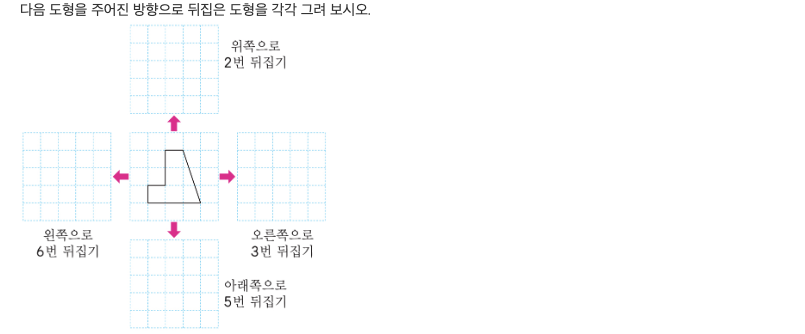 다음 도형을 주어진 방향으로 뒤집은 도형을 각각 그려 보시오.
위쪽으로
2번 뒤집기
왼쪽으로
6번 뒤집기
오른쪽으로
3번 뒤집기
아래쪽으로
5번 뒤집기